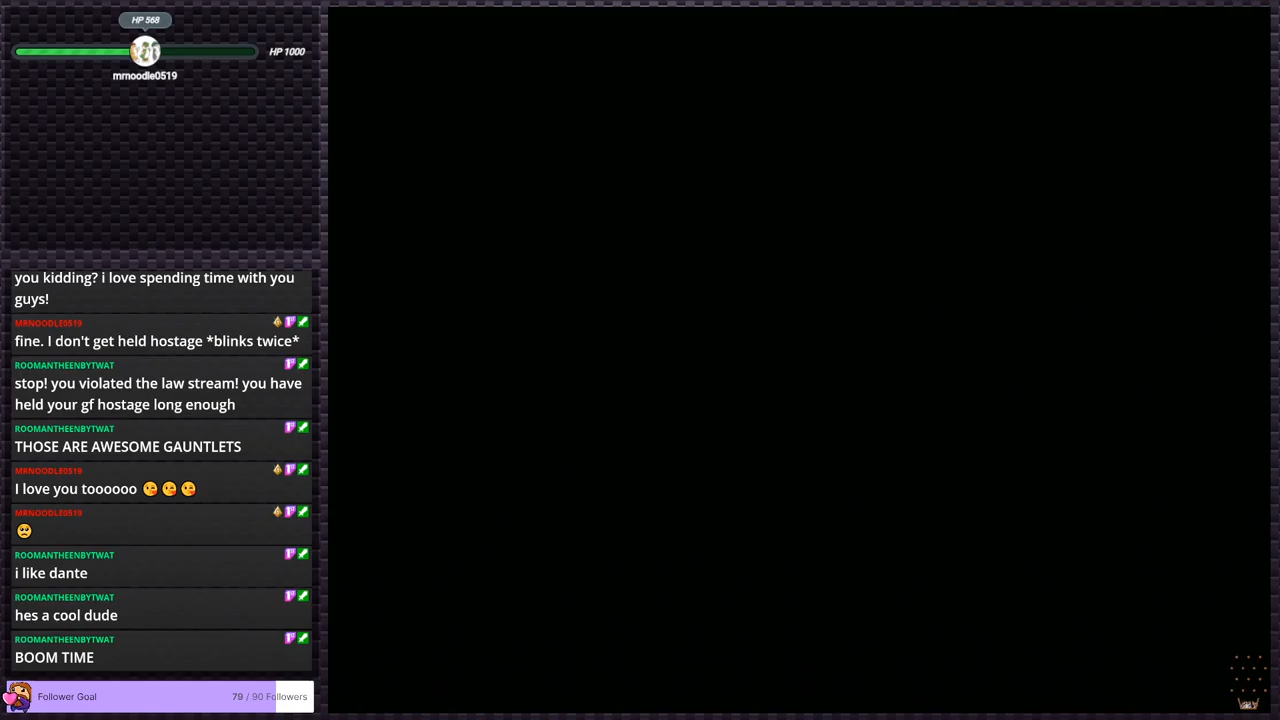 HP 568
HP 1000
mrnoodle0519
you kidding? i love spending time with you
guys!
MRNOODLE0519
fine. I don't get held hostage *blinks twice*
ROOMANTHEENBYTWAT
stop! you violated the law stream! you have
held your gf hostage long enough
ROOMANTHEENBYTWAT
THOSE ARE AWESOME GAUNTLETS
MRNOODLE0519
I love you toooooo 😘 😘 😘
MRNOODLE0519
🥺
ROOMANTHEENBYTWAT
i like dante
ROOMANTHEENBYTWAT
hes a cool dude
ROOMANTHEENBYTWAT
BOOM TIME
Follower Goal 79 / 90 Followers